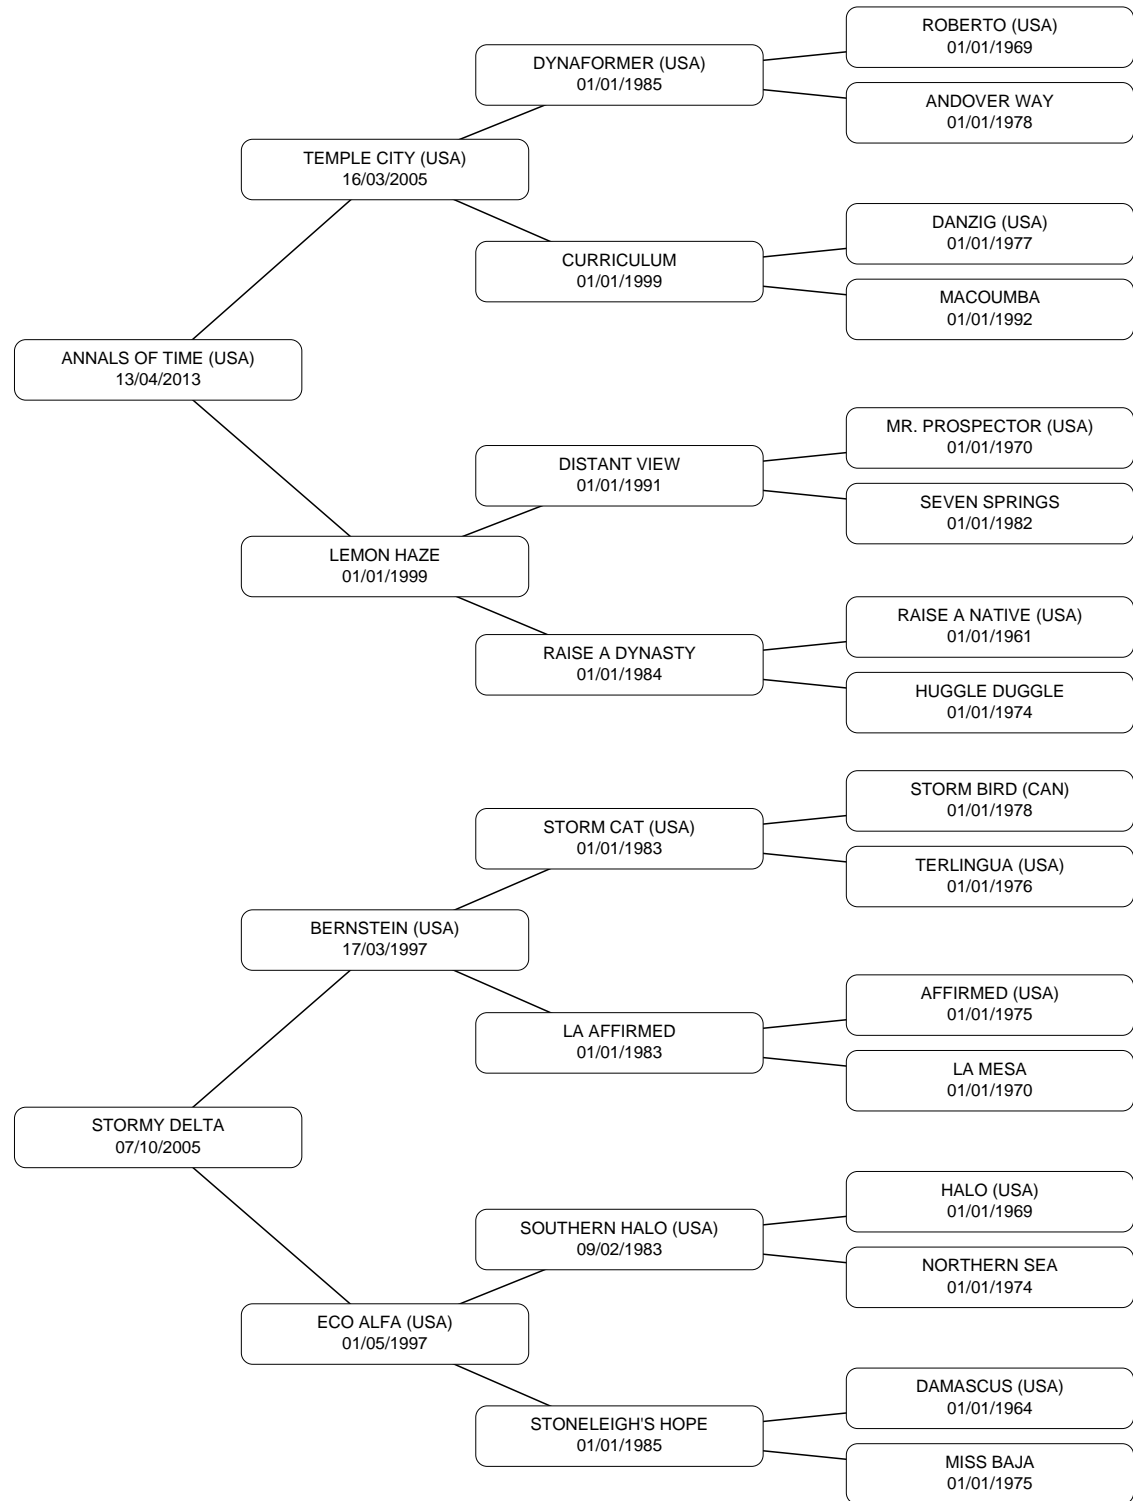 ROBERTO (USA)
01/01/1969
DYNAFORMER (USA)
01/01/1985
ANDOVER WAY
01/01/1978
TEMPLE CITY (USA)
16/03/2005
DANZIG (USA)
01/01/1977
CURRICULUM
01/01/1999
MACOUMBA
01/01/1992
ANNALS OF TIME (USA)
13/04/2013
MR. PROSPECTOR (USA)
01/01/1970
DISTANT VIEW
01/01/1991
SEVEN SPRINGS
01/01/1982
LEMON HAZE
01/01/1999
RAISE A NATIVE (USA)
01/01/1961
RAISE A DYNASTY
01/01/1984
HUGGLE DUGGLE
01/01/1974
STORM BIRD (CAN)
01/01/1978
STORM CAT (USA)
01/01/1983
TERLINGUA (USA)
01/01/1976
BERNSTEIN (USA)
17/03/1997
AFFIRMED (USA)
01/01/1975
LA AFFIRMED
01/01/1983
LA MESA
01/01/1970
STORMY DELTA
07/10/2005
HALO (USA)
01/01/1969
SOUTHERN HALO (USA)
09/02/1983
NORTHERN SEA
01/01/1974
ECO ALFA (USA)
01/05/1997
DAMASCUS (USA)
01/01/1964
STONELEIGH'S HOPE
01/01/1985
MISS BAJA
01/01/1975